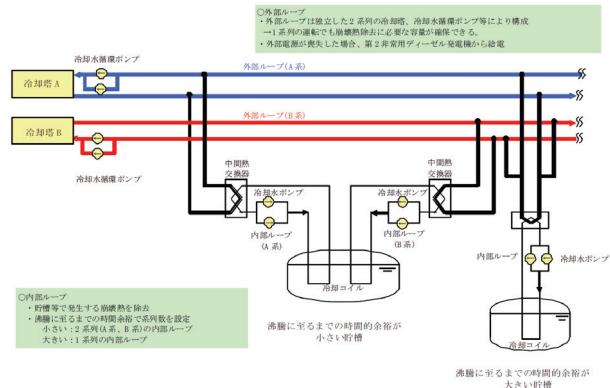 ○外部ループ
・外部ループは独立した2系列の冷却塔、冷却水循環ポンプ等により構成
→1系列の運転でも崩壊熱除去に必要な容量が確保できる。
・外部電源が喪失した場合、第2非常用ディーゼル発電機から給電
冷却水循環ポンプ
外部ループ(A系)
冷却塔A
外部ループ(B系)
冷却塔B
冷却水循環ポンプ
中間熱
交換器
冷却水ポンプ
内部ループ
(A系)
中間熱
交換器
冷却水ポンプ
内部ループ
(B系)
冷却コイル
内部ループ
冷却水ポンプ
冷却コイル
○内部ループ
・貯槽等で発生する崩壊熱を除去
・沸騰に至るまでの時間余裕で系列数を設定
小さい:2系列(A系、B系)の内部ループ
大きい:1系列の内部ループ
沸騰に至るまでの時間的余裕が
小さい貯槽
沸騰に至るまでの時間的余裕が
大きい貯槽